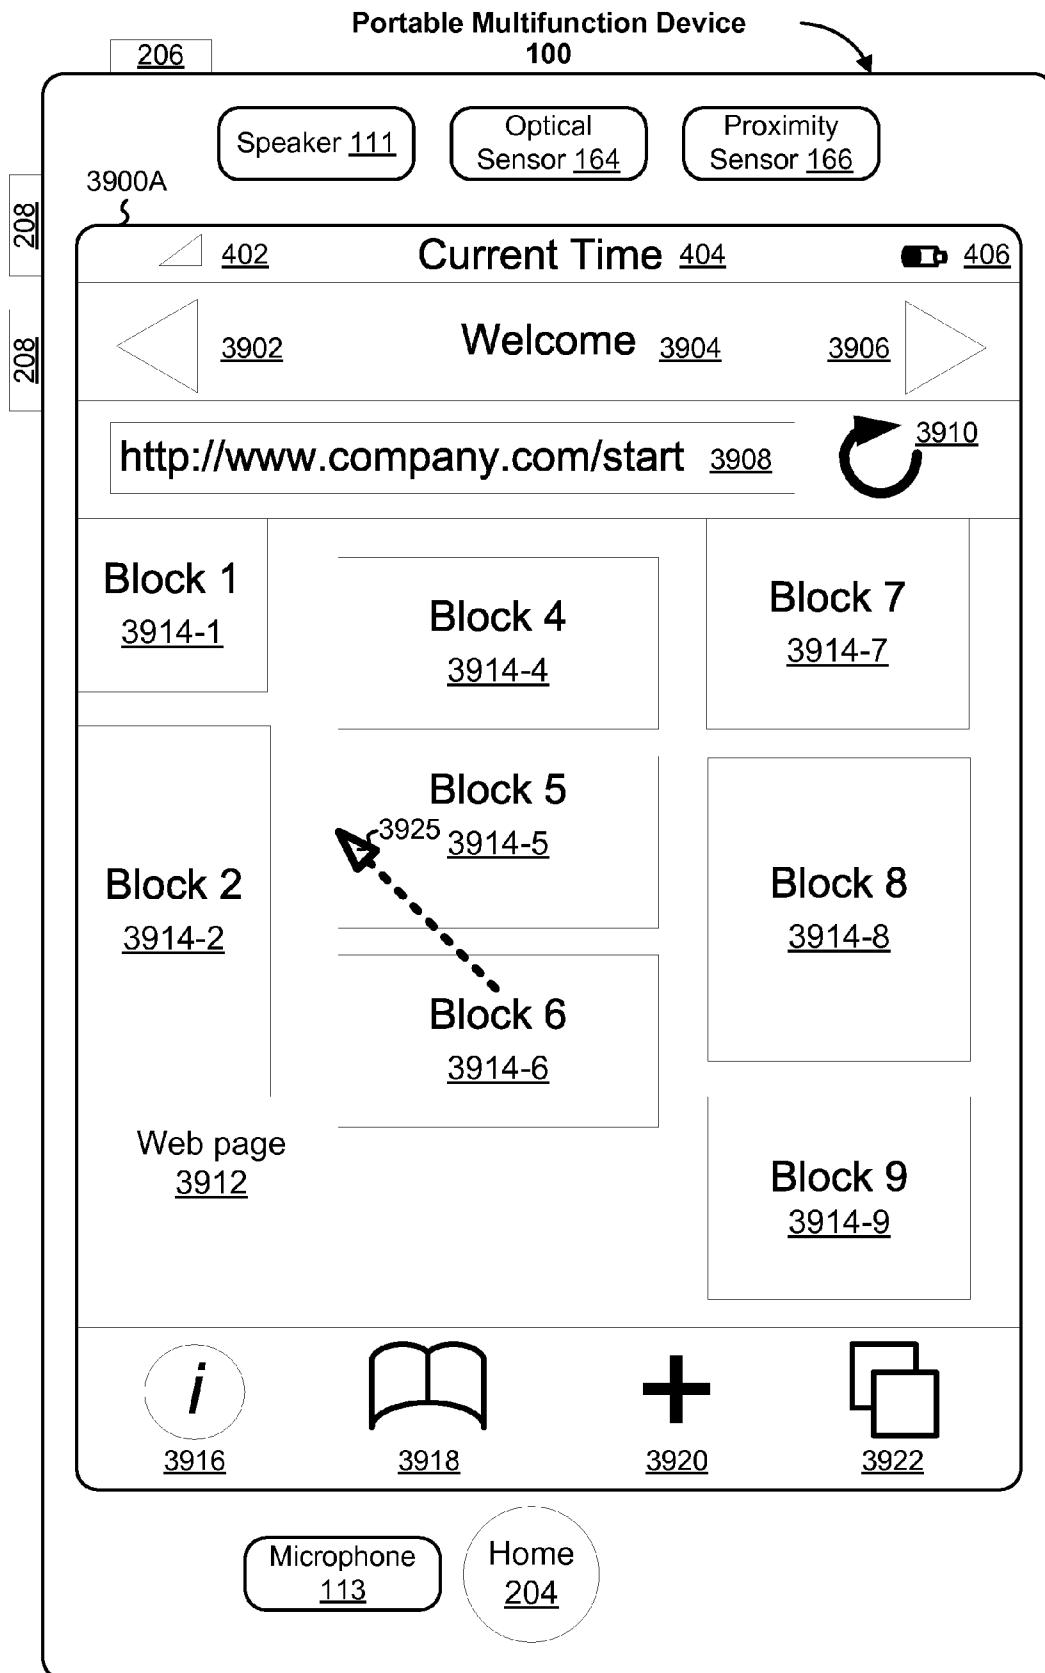 Portable Multifunction Device
100
206
Speaker 111
Optical
Sensor 164
Proximity
Sensor 166
3900A
208
208
402
Current Time 404
406
3902
Welcome 3904
3906
http://www.company.com/start 3908
3910
Block 1
3914-1
Block 4
3914-4
Block 7
3914-7
Block 2
3914-2
Block 5
3925
3914-5
Block 8
3914-8
Block 6
3914-6
Web page
3912
Block 9
3914-9
i
3916
3918
3920
3922
Microphone
113
Home
204